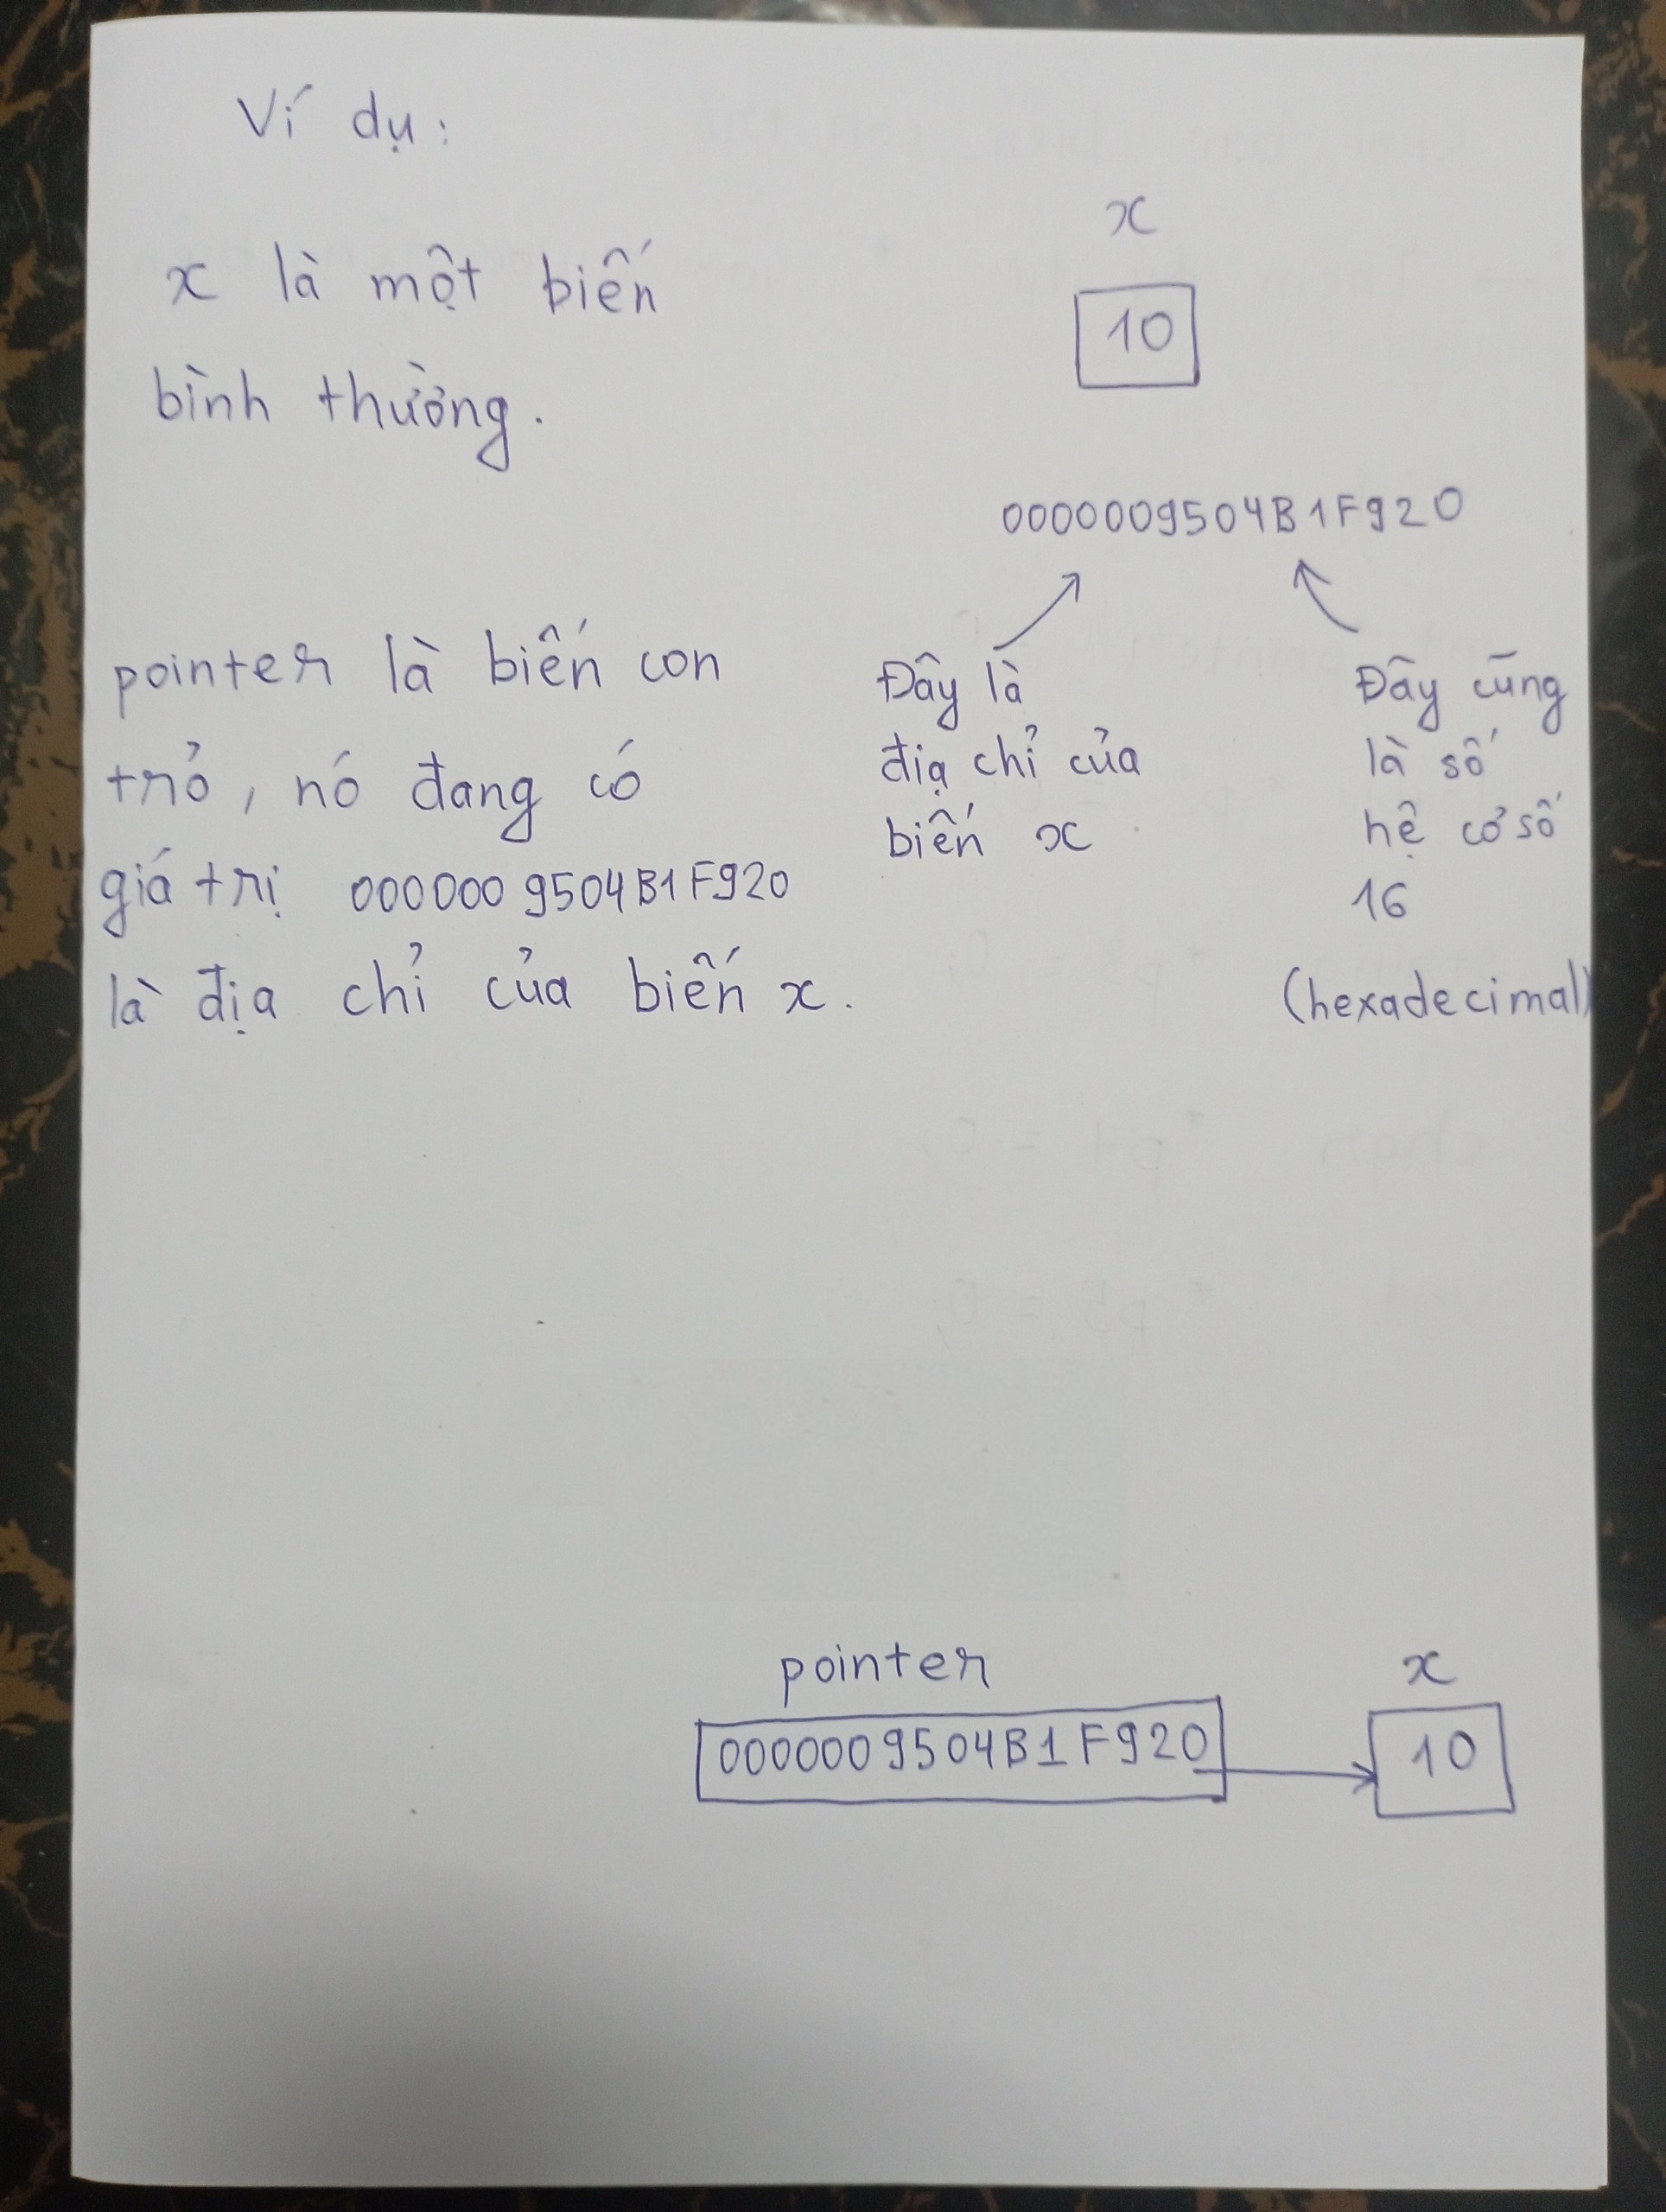 Ví dụ:
x
x là một biến
10
bình thường.
0000009504B1F920
pointer là biến con
trỏ, nó đang có
giá trị 0000009504B1F920
là địa chỉ của biến x.
Đây là
địa chỉ của
biến x
Đây cũng
là số
hệ cơ số
16
(hexadecimal)
pointer
x
0000009504B1F920
10